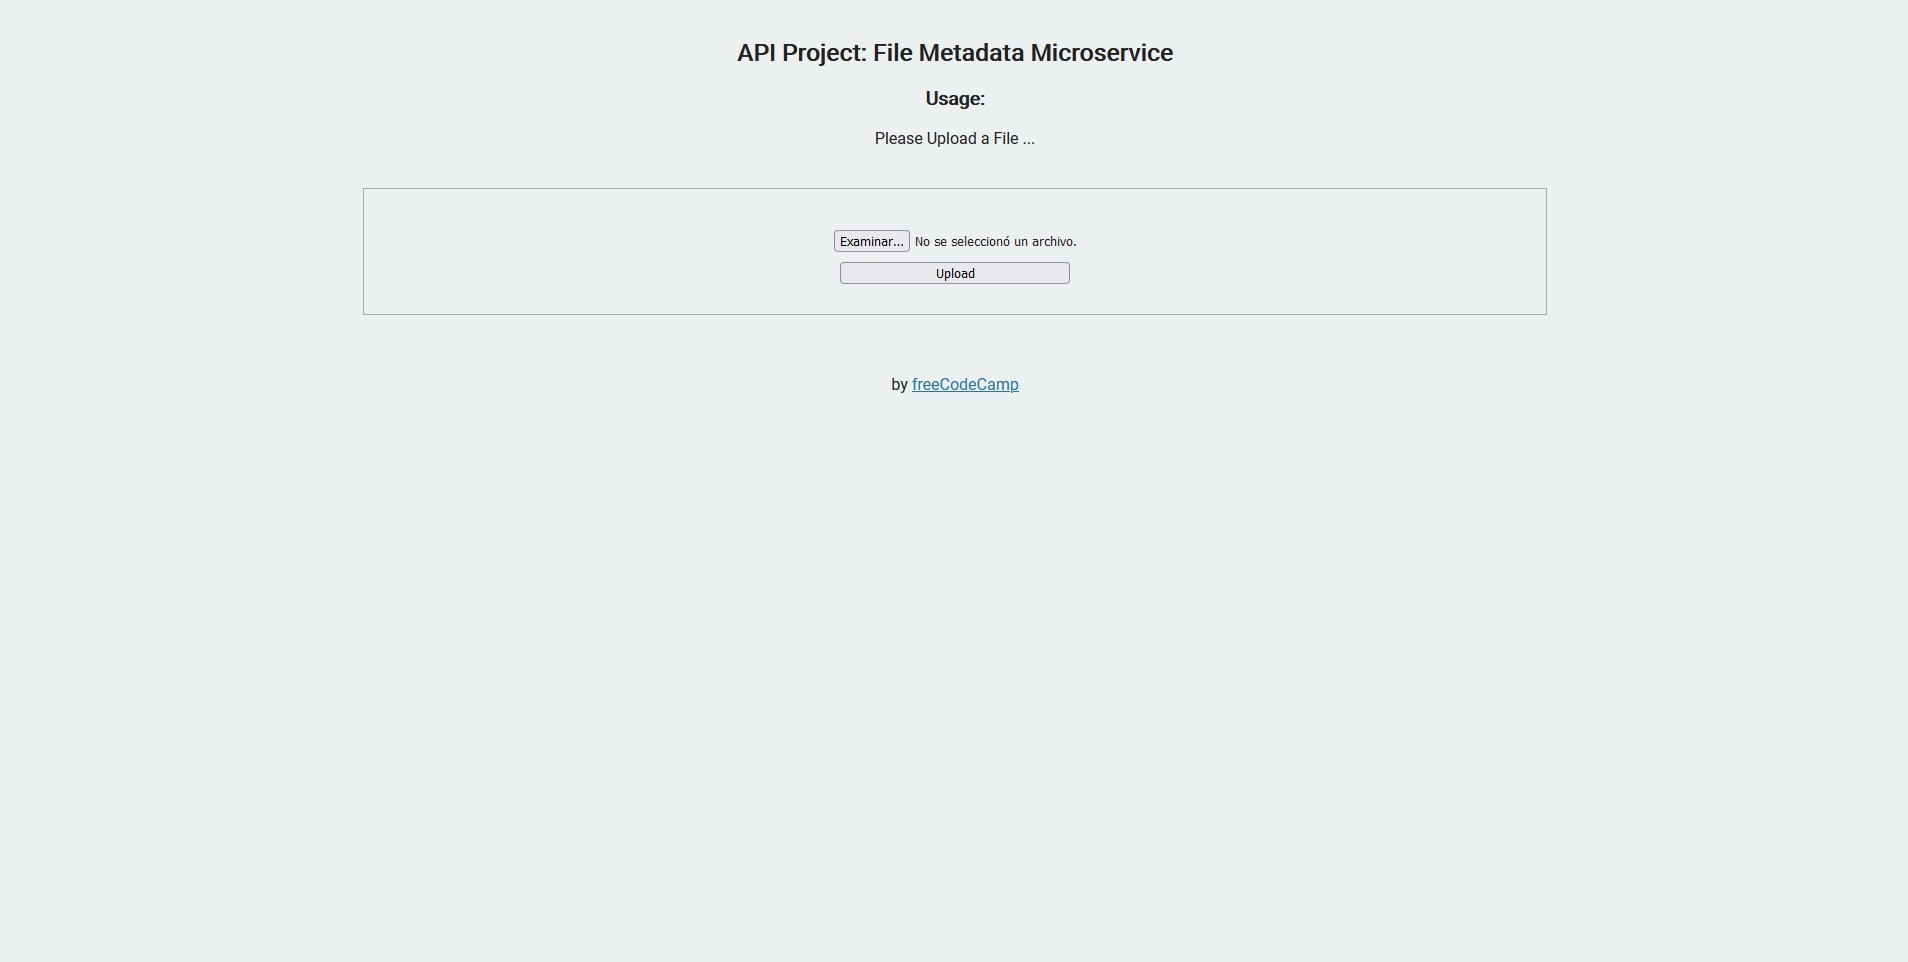 API Project: File Metadata Microservice
Usage:
Please Upload a File ...
Examinar... No se seleccionó un archivo.
Upload
by freeCodeCamp